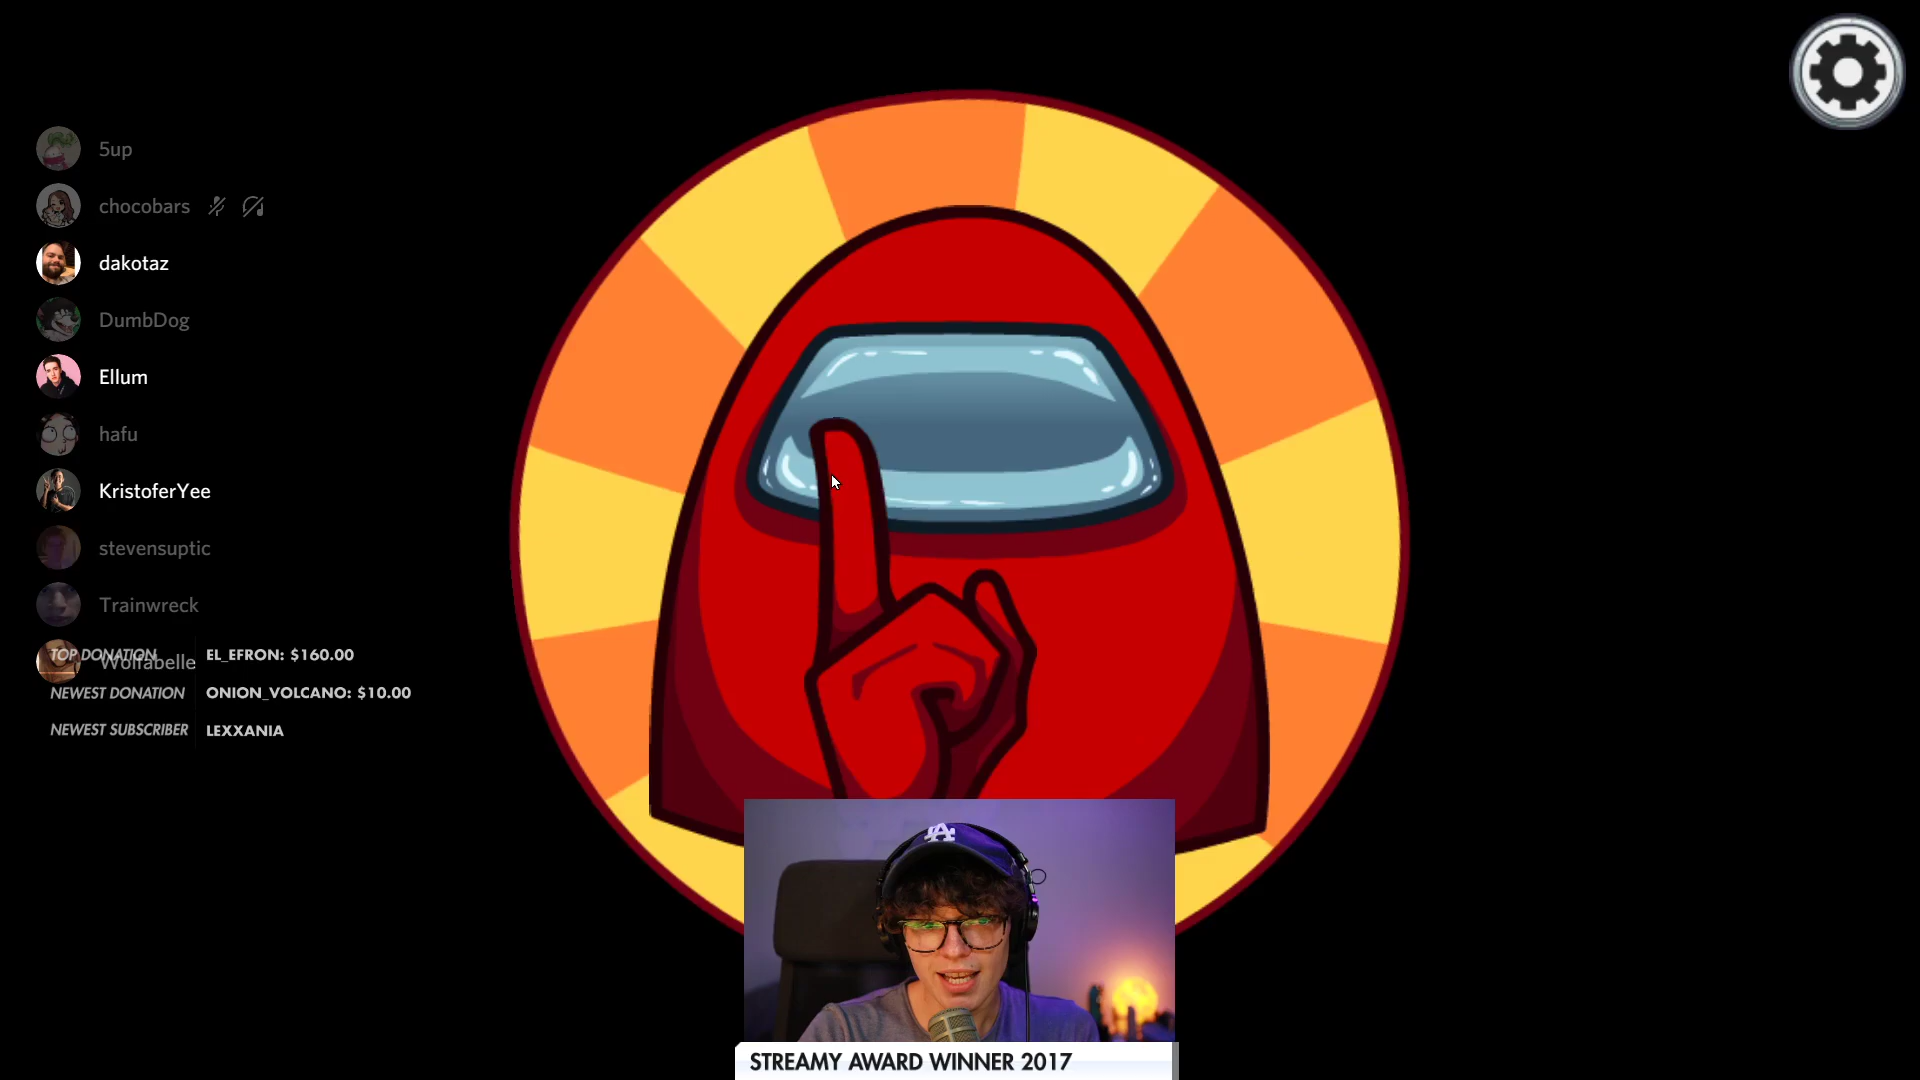 5up
chocobars
dakotaz
DumbDog
Ellum
hafu
KristoferYee
stevensuptic
Trainwreck
Wolfabelle
TOP DONATION EL_EFRON: $160.00
NEWEST DONATION ONION_VOLCANO: $10.00
NEWEST SUBSCRIBER LEXXANIA
LA
STREAMY AWARD WINNER 2017